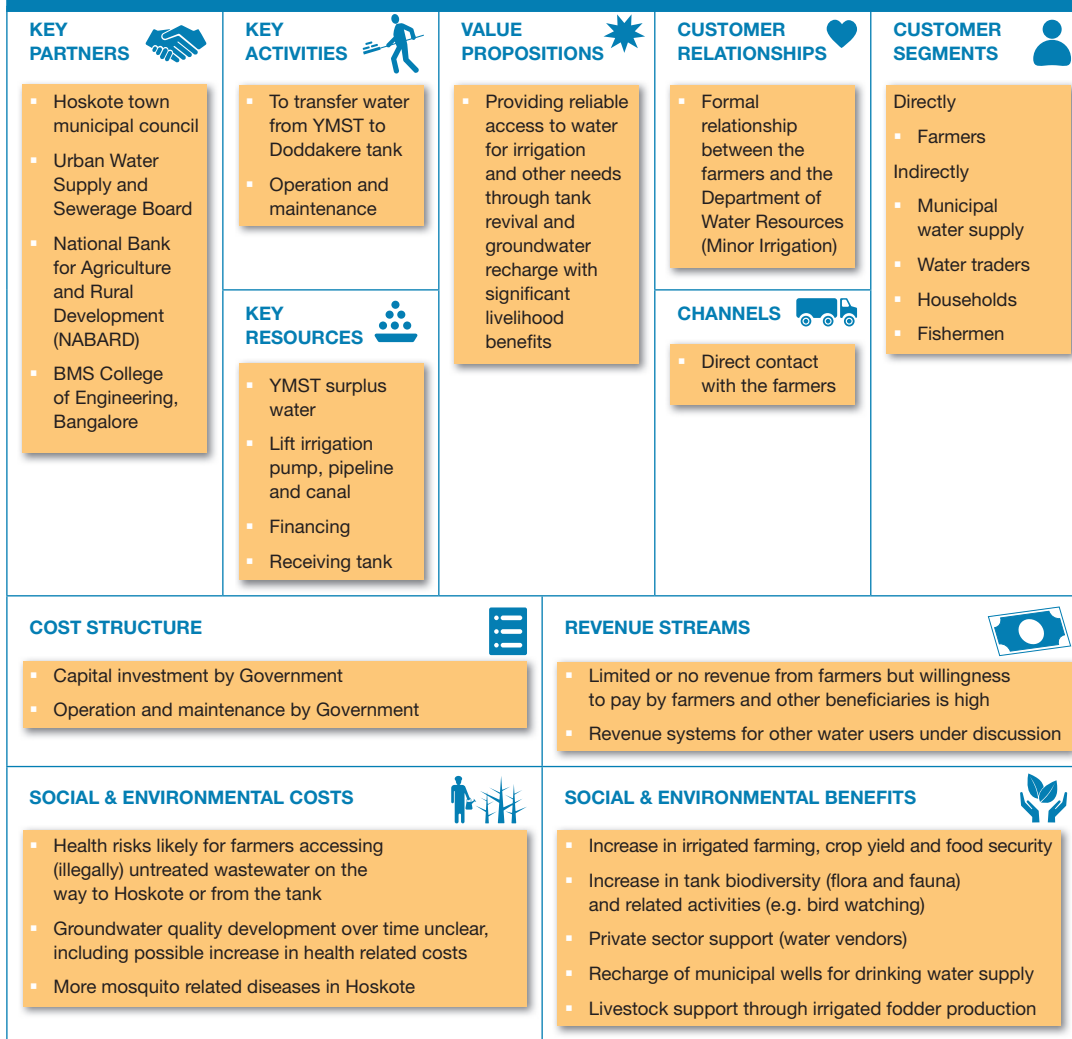 KEY
PARTNERS
▪ Hoskote town
municipal council
▪ Urban Water
Supply and
Sewerage Board
▪ National Bank
for Agriculture
and Rural
Development
(NABARD)
▪ BMS College
of Engineering,
Bangalore
KEY
ACTIVITIES
▪ To transfer water
from YMST to
Doddakere tank
▪ Operation and
maintenance
KEY
RESOURCES
▪ YMST surplus
water
▪ Lift irrigation
pump, pipeline
and canal
▪ Financing
▪ Receiving tank
VALUE
PROPOSITIONS
▪ Providing reliable
access to water
for irrigation
and other needs
through tank
revival and
groundwater
recharge with
significant
livelihood
benefits
CUSTOMER
RELATIONSHIPS
▪ Formal
relationship
between the
farmers and the
Department of
Water Resources
(Minor Irrigation)
CHANNELS
▪ Direct contact
with the farmers
CUSTOMER
SEGMENTS
Directly
▪ Farmers
Indirectly
▪ Municipal
water supply
▪ Water traders
▪ Households
▪ Fishermen
COST STRUCTURE
▪ Capital investment by Government
▪ Operation and maintenance by Government
REVENUE STREAMS
▪ Limited or no revenue from farmers but willingness
to pay by farmers and other beneficiaries is high
▪ Revenue systems for other water users under discussion
SOCIAL & ENVIRONMENTAL COSTS
▪ Health risks likely for farmers accessing
(illegally) untreated wastewater on the
way to Hoskote or from the tank
▪ Groundwater quality development over time unclear,
including possible increase in health related costs
▪ More mosquito related diseases in Hoskote
SOCIAL & ENVIRONMENTAL BENEFITS
▪ Increase in irrigated farming, crop yield and food security
▪ Increase in tank biodiversity (flora and fauna)
and related activities (e.g. bird watching)
▪ Private sector support (water vendors)
▪ Recharge of municipal wells for drinking water supply
▪ Livestock support through irrigated fodder production